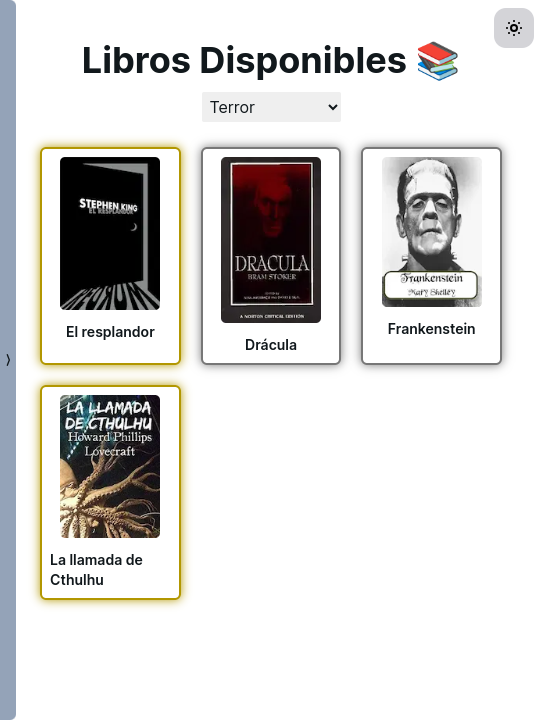 Libros Disponibles 📚
Terror
STEPHEN KING
EL RESPLANDOR
El resplandor
DRACULA
BRAM STOKER
A NORTON CRITICAL EDITION
Drácula
Frankenstein
Mary Shelley
Frankenstein
⟩
LA LLAMADA
DE CTHULHU
Howard Phillips
Lovecraft
La llamada de
Cthulhu